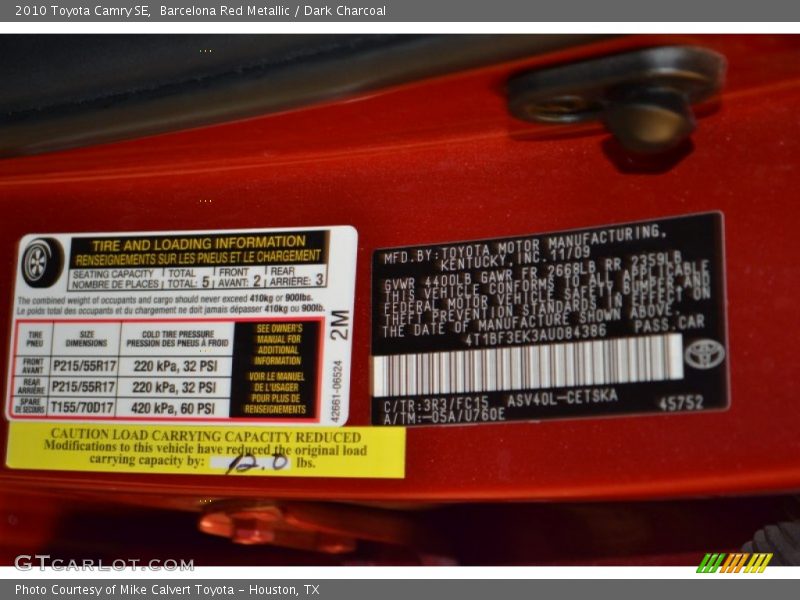 2010 Toyota Camry SE, Barcelona Red Metallic / Dark Charcoal
TIRE AND LOADING INFORMATION
RENSEIGNEMENTS SUR LES PNEUS ET LE CHARGEMENT
SEATING CAPACITY TOTAL FRONT REAR
NOMBRE DE PLACES TOTAL: 5 AVANT: 2 ARRIÈRE: 3
The combined weight of occupants and cargo should never exceed 410kg or 900lbs.
Le poids total des occupants et du chargement ne doit jamais dépasser 410kg ou 900lb.
TIRE SIZE COLD TIRE PRESSURE
PNEU DIMENSIONS PRESSION DES PNEUS À FROID
FRONT
AVANT P215/55R17 220 kPa, 32 PSI
REAR
ARRIÈRE P215/55R17 220 kPa, 32 PSI
SPARE
DE SECOURS T155/70D17 420 kPa, 60 PSI
SEE OWNER'S
MANUAL FOR
ADDITIONAL
INFORMATION
VOIR LE MANUEL
DE L'USAGER
POUR PLUS DE
RENSEIGNEMENTS
2M
42661-06524
CAUTION LOAD CARRYING CAPACITY REDUCED
Modifications to this vehicle have reduced the original load
carrying capacity by: 12.0 lbs.
MFD.BY:TOYOTA MOTOR MANUFACTURING,
KENTUCKY,INC. 11/09
GVWR 4400LB GAWR FR 2668LB RR 2359LB
THIS VEHICLE CONFORMS TO ALL APPLICABLE
FEDERAL MOTOR VEHICLE SAFETY, BUMPER AND
THEFT PREVENTION STANDARDS IN EFFECT ON
THE DATE OF MANUFACTURE SHOWN ABOVE.
4T1BF3EK3AU084386 PASS.CAR
C/TR:3R3/FC15 ASV40L-CETSKA
A/TM:-05A/U760E 45752
GTCARLOT.COM
Photo Courtesy of Mike Calvert Toyota - Houston, TX